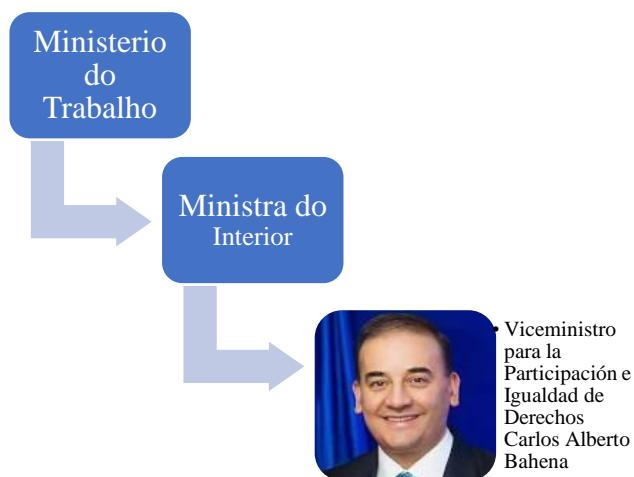 Ministerio
do
Trabalho
Ministra do
Interior
• Viceministro
para la
Participación e
Igualdad de
Derechos
Carlos Alberto
Bahena